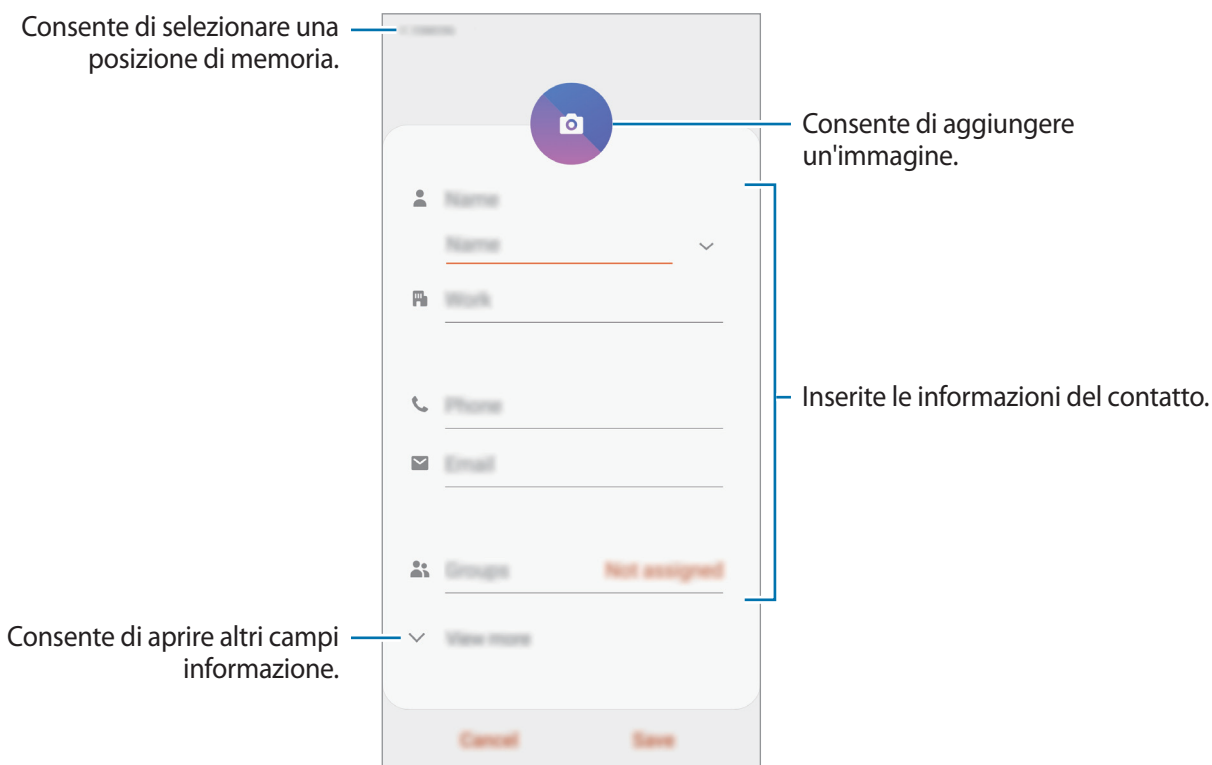 Consente di selezionare una
posizione di memoria.
Consente di aggiungere
un'immagine.
Name
Name
Work
Phone
Inserite le informazioni del contatto.
Email
Groups Not assigned
Consente di aprire altri campi
informazione.
View more
Cancel Save